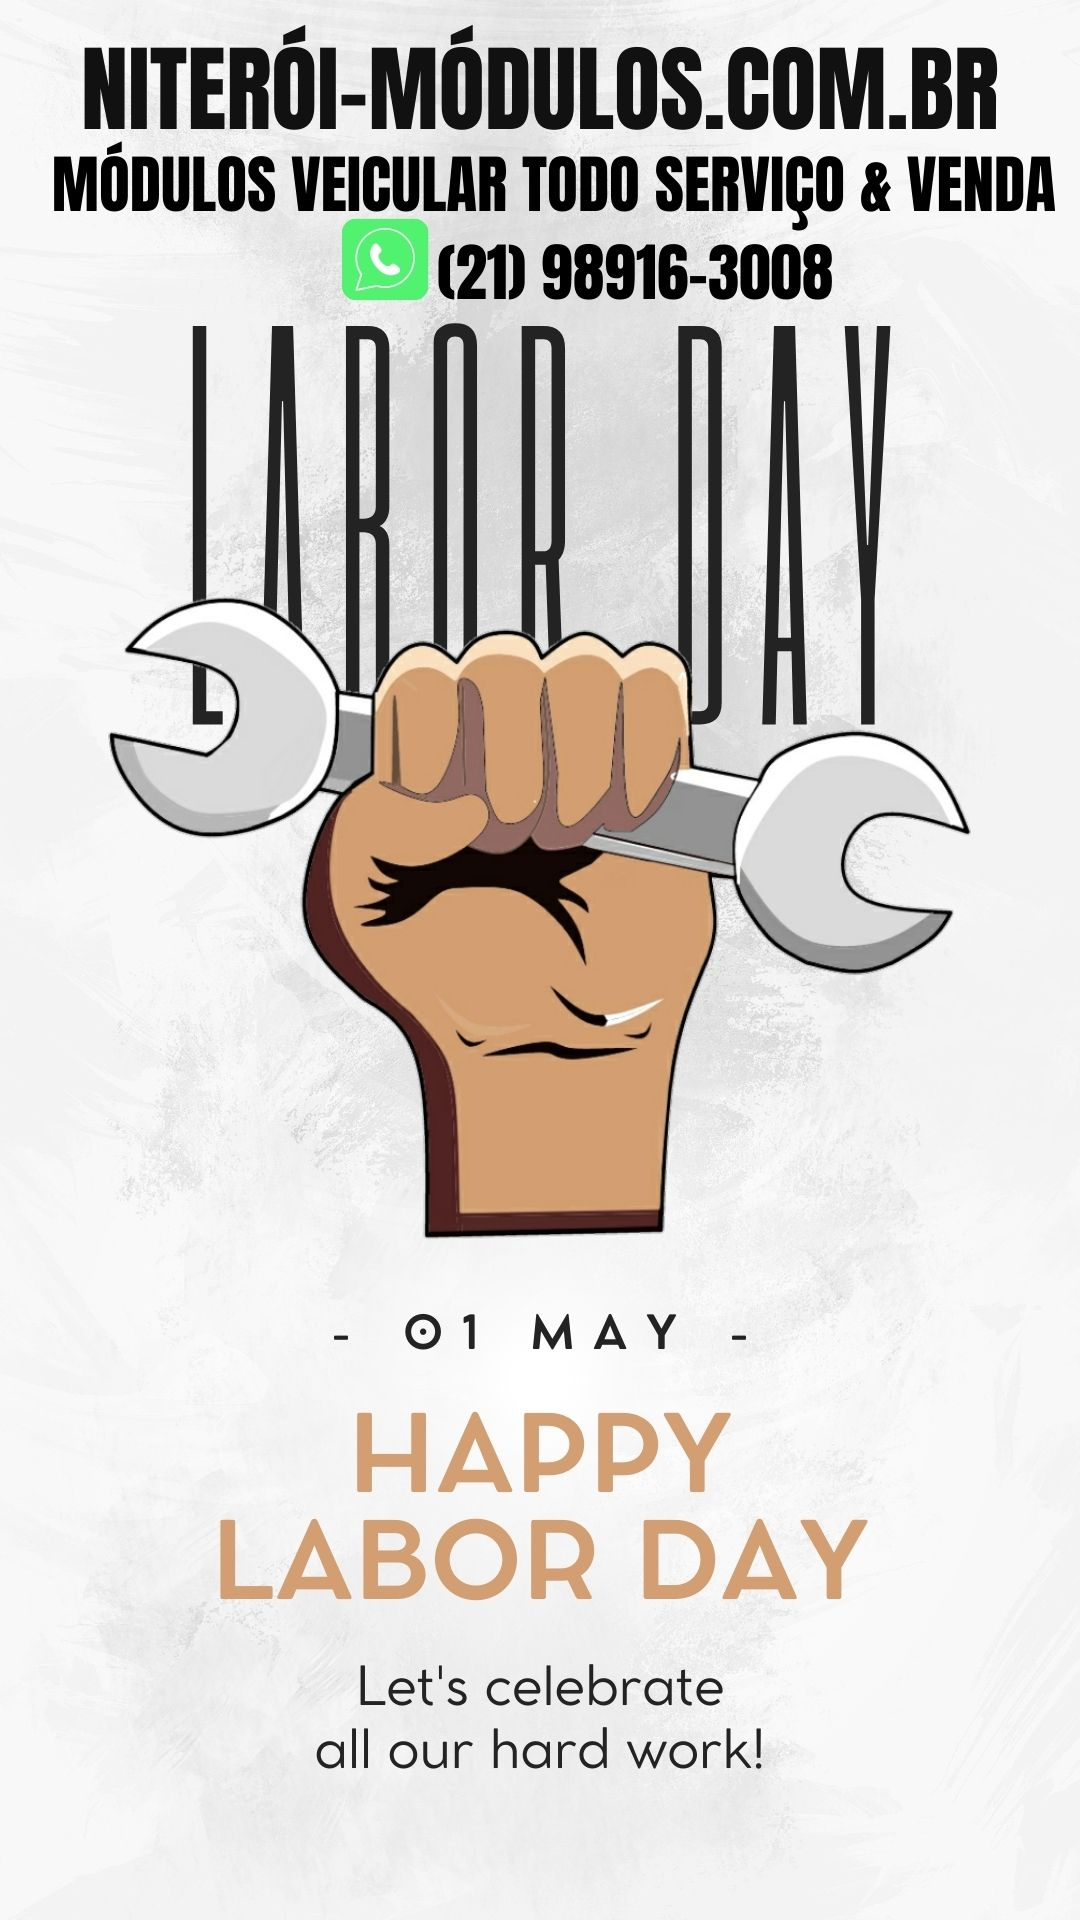 NITERÓI-MÓDULOS.COM.BR
MÓDULOS VEICULAR TODO SERVIÇO & VENDA
(21) 98916-3008
LABOR DAY
- 01 MAY -
HAPPY
LABOR DAY
Let's celebrate
all our hard work!